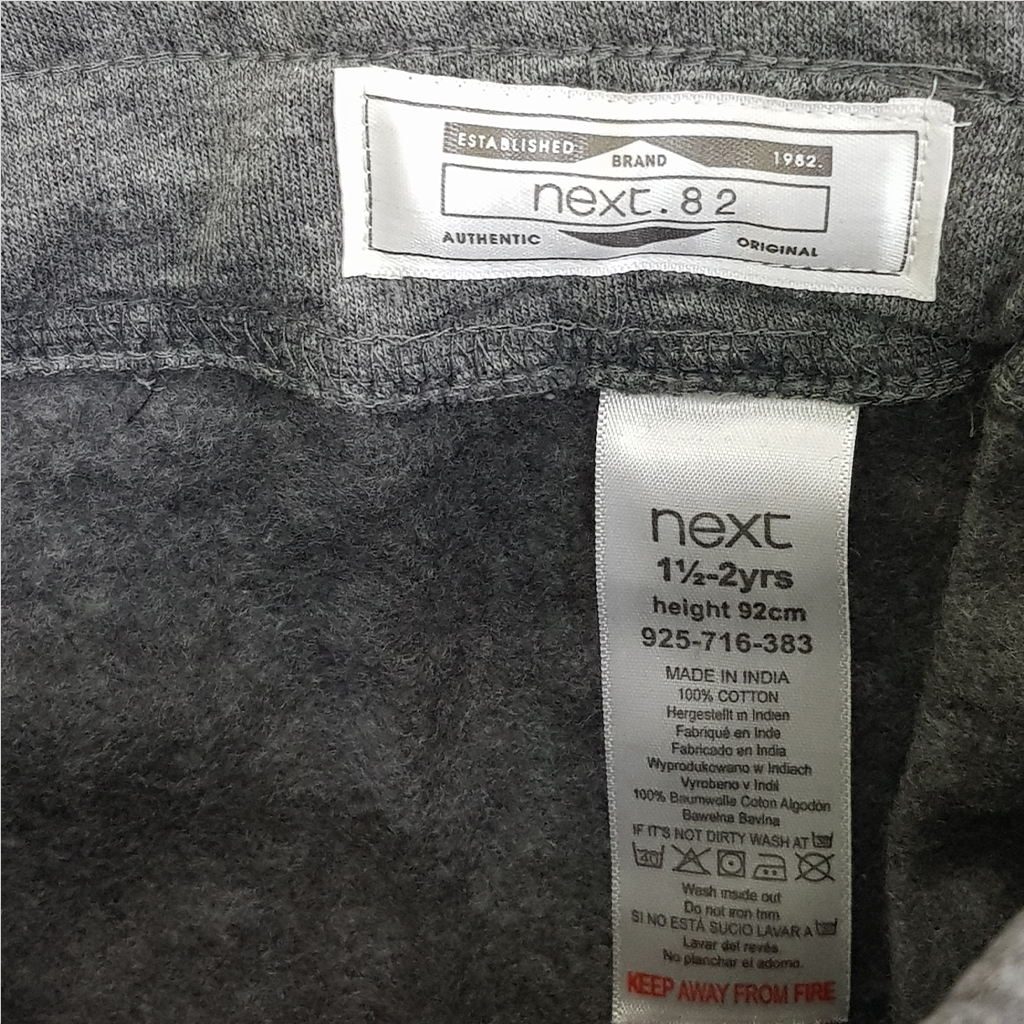 ESTABLISHED BRAND 1982.
next.82
AUTHENTIC ORIGINAL
next
1½-2yrs
height 92cm
925-716-383
MADE IN INDIA
100% COTTON
Hergestellt in Indien
Fabriqué en Inde
Fabricado en India
Wyprodukowano w Indiach
Vyrobeno v Indii
100% Baumwolle Coton Algodón
Bawełna Bavlna
IF IT'S NOT DIRTY WASH AT
40
Wash inside out
Do not iron trim
SI NO ESTÁ SUCIO LAVAR A
Lavar del revés
No planchar el adorno.
KEEP AWAY FROM FIRE